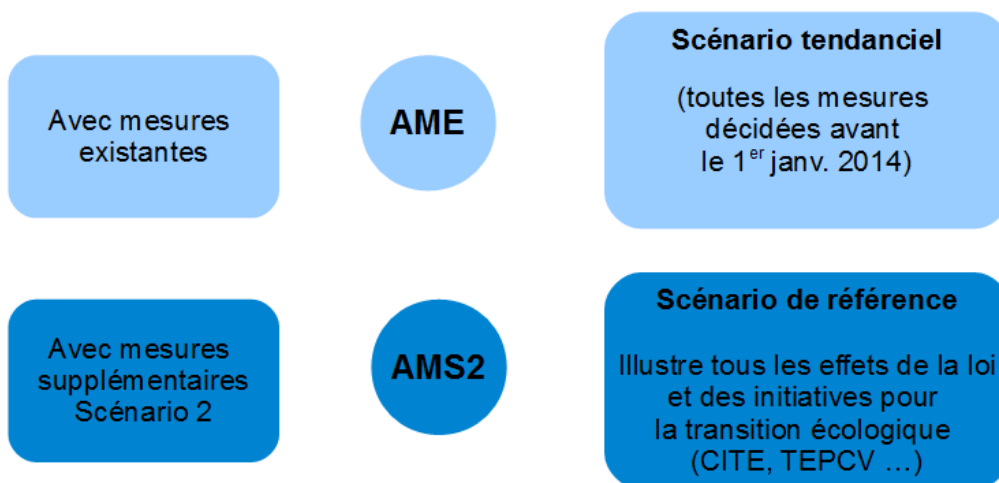 Avec mesures
existantes
AME
Scénario tendanciel
(toutes les mesures
décidées avant
le 1er janv. 2014)
Avec mesures
supplémentaires
Scénario 2
AMS2
Scénario de référence
Illustre tous les effets de la loi
et des initiatives pour
la transition écologique
(CITE, TEPCV ...)